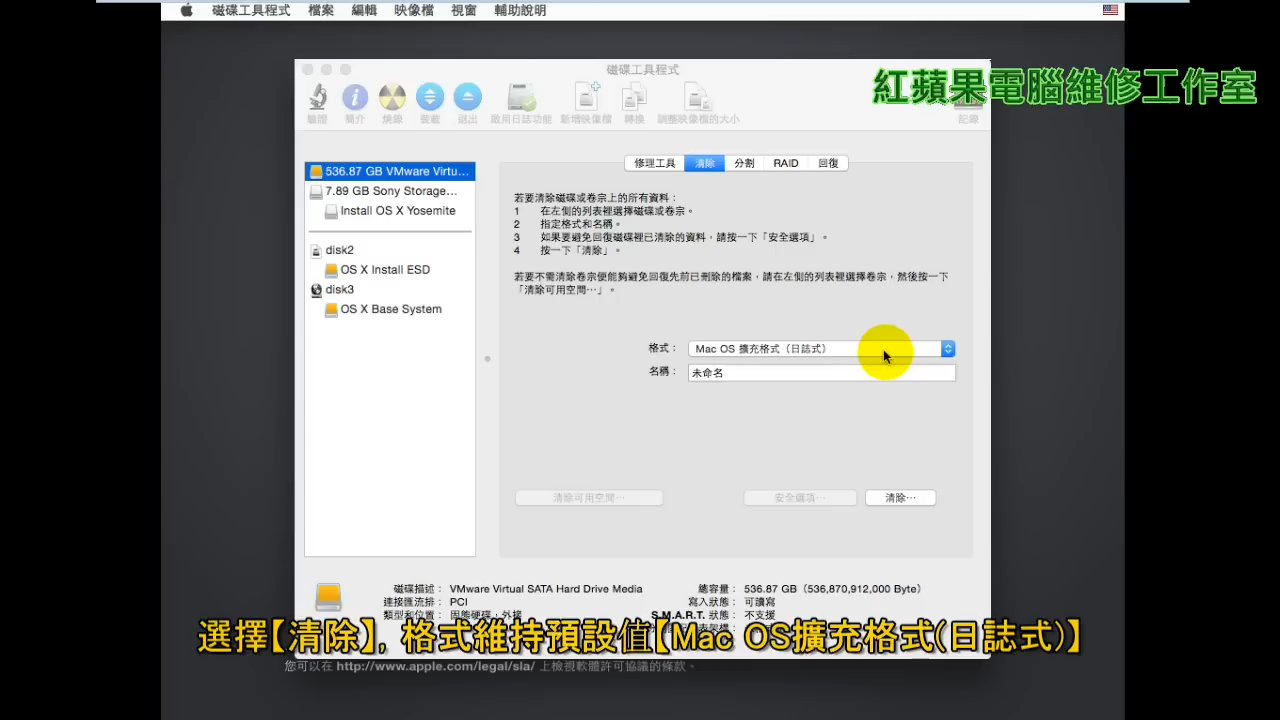 磁碟工具程式 檔案 編輯 映像檔 視窗 輔助說明
磁碟工具程式
紅蘋果電腦維修工作室
驗證 簡介 燒錄 裝載 退出 啟用日誌功能 新增映像檔 轉換 調整映像檔的大小 記錄
536.87 GB VMware Virtu...
7.89 GB Sony Storage...
Install OS X Yosemite
disk2
OS X Install ESD
disk3
OS X Base System
修理工具 清除 分割 RAID 回復
若要清除磁碟或卷宗上的所有資料：
1 在左側的列表裡選擇磁碟或卷宗。
2 指定格式和名稱。
3 如果要避免回復磁碟裡已清除的資料，請按一下「安全選項」。
4 按一下「清除」。
若要不需清除卷宗便能夠避免回復先前已刪除的檔案，請在左側的列表裡選擇卷宗，然後按一下
「清除可用空間⋯」。
格式： Mac OS 擴充格式（日誌式）
名稱： 未命名
清除可用空間⋯ 安全選項⋯ 清除⋯
磁碟描述： VMware Virtual SATA Hard Drive Media 總容量： 536.87 GB（536,870,912,000 Byte）
連接匯流排： PCI 寫入狀態： 可讀寫
類型和位置： 固態硬碟，外接 S.M.A.R.T. 狀態： 不支援
選擇【清除】, 格式維持預設值【Mac OS擴充格式(日誌式)】
您可以在 http://www.apple.com/legal/sla/ 上檢視軟體許可協議的條款。